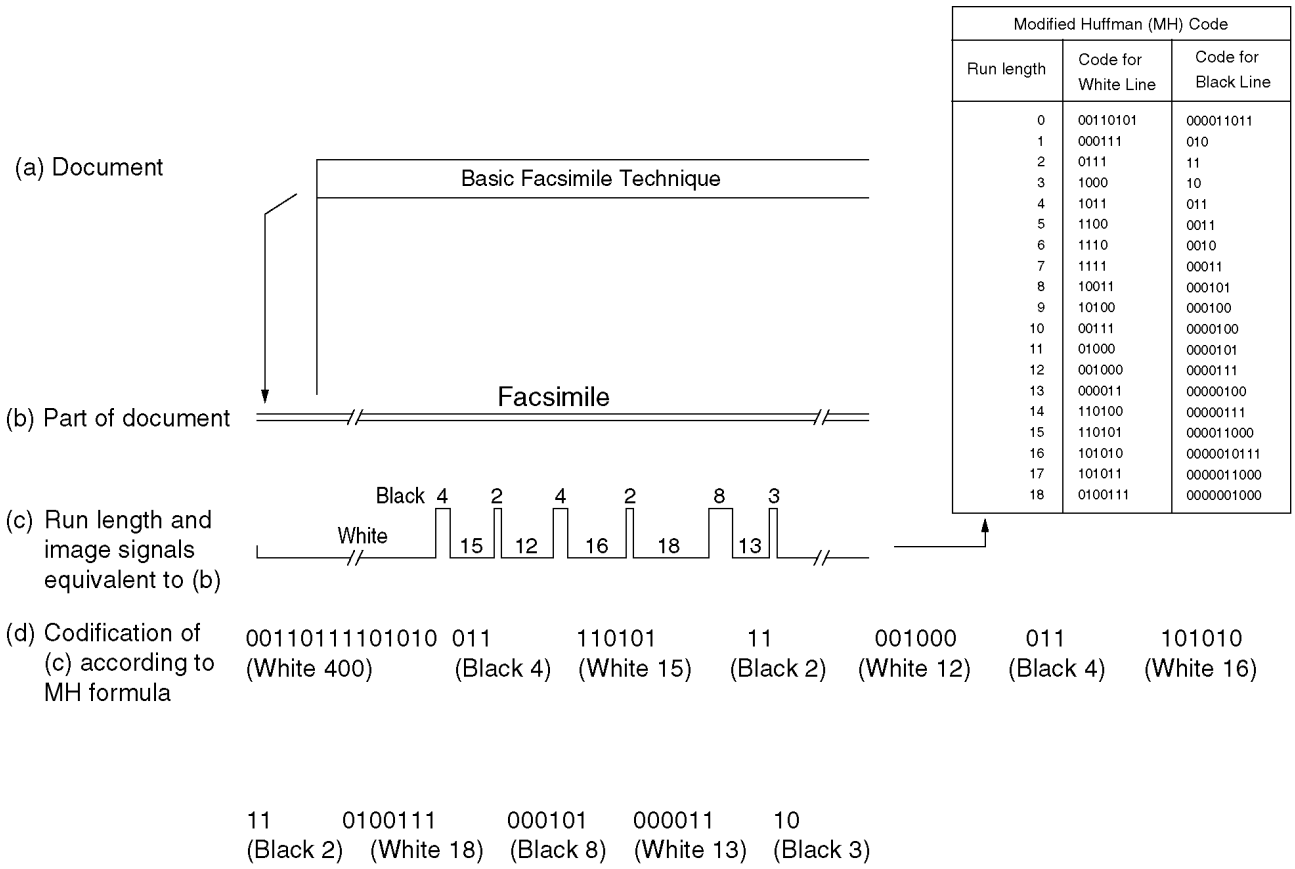 Modified Huffman (MH) Code
Run length Code for White Line Code for Black Line
0 00110101 000011011
1 000111 010
2 0111 11
3 1000 10
4 1011 011
5 1100 0011
6 1110 0010
7 1111 00011
8 10011 000101
9 10100 000100
10 00111 0000100
11 01000 0000101
12 001000 0000111
13 000011 00000100
14 110100 00000111
15 110101 000011000
16 101010 0000010111
17 101011 0000011000
18 0100111 0000001000
(a) Document
Basic Facsimile Technique
(b) Part of document
Facsimile
(c) Run length and
image signals
equivalent to (b)
Black 4 2 4 2 8 3
White 15 12 16 18 13
(d) Codification of
(c) according to
MH formula
00110111101010 011 110101 11 001000 011 101010
(White 400) (Black 4) (White 15) (Black 2) (White 12) (Black 4) (White 16)
11 0100111 000101 000011 10
(Black 2) (White 18) (Black 8) (White 13) (Black 3)